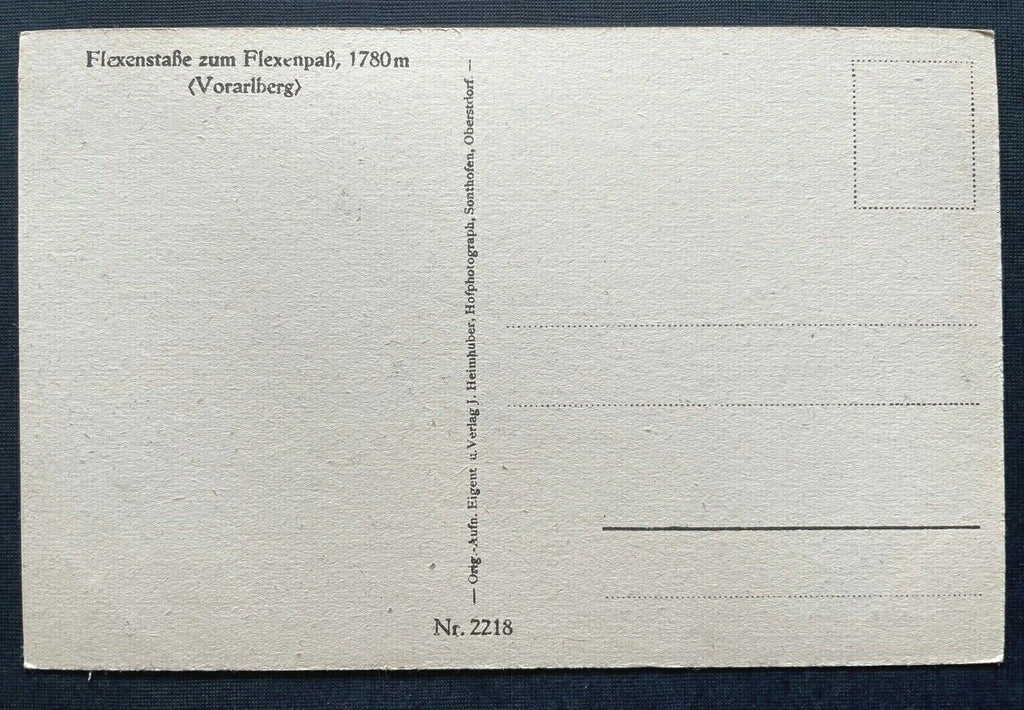 Flexenstaße zum Flexenpaß, 1780 m
(Vorarlberg)
— Orig.-Aufn. Eigent u. Verlag J. Heimhuber, Hofphotograph, Sonthofen, Oberstdorf. —
Nr. 2218